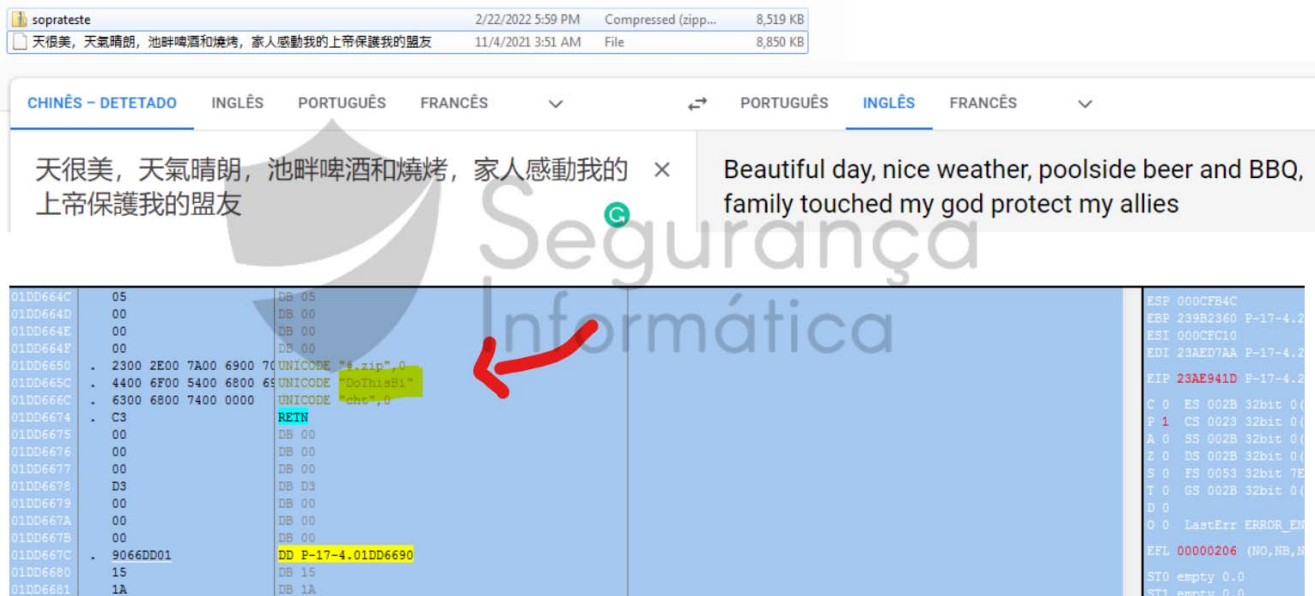 soprateste 2/22/2022 5:59 PM Compressed (zipp... 8,519 KB
天很美，天氣晴朗，池畔啤酒和燒烤，家人感動我的上帝保護我的盟友 11/4/2021 3:51 AM File 8,850 KB
CHINÊS – DETETADO INGLÊS PORTUGUÊS FRANCÊS PORTUGUÊS INGLÊS FRANCÊS
天很美，天氣晴朗，池畔啤酒和燒烤，家人感動我的
上帝保護我的盟友
Beautiful day, nice weather, poolside beer and BBQ,
family touched my god protect my allies
Segurança
Informática
01DD664C 05 DB 05
01DD664D 00 DB 00
01DD664E 00 DB 00
01DD664F 00 DB 00
01DD6650 . 2300 2E00 7A00 6900 70 UNICODE "#.zip",0
01DD665C . 4400 6F00 5400 6800 69 UNICODE "DoThisBi"
01DD666C . 6300 6800 7400 0000 UNICODE "cht",0
01DD6674 . C3 RETN
01DD6675 00 DB 00
01DD6676 00 DB 00
01DD6677 00 DB 00
01DD6678 D3 DB D3
01DD6679 00 DB 00
01DD667A 00 DB 00
01DD667B 00 DB 00
01DD667C . 9066DD01 DD P-17-4.01DD6690
01DD6680 15 DB 15
01DD6681 1A DB 1A
ESP 000CFB4C
EBP 239B2360 P-17-4.2
ESI 000CFC10
EDI 23AED7AA P-17-4.2
EIP 23AE941D P-17-4.2
C 0 ES 002B 32bit 0(
P 1 CS 0023 32bit 0(
A 0 SS 002B 32bit 0(
Z 0 DS 002B 32bit 0(
S 0 FS 0053 32bit 7E
T 0 GS 002B 32bit 0(
D 0
O 0 LastErr ERROR_EN
EFL 00000206 (NO,NB,N
ST0 empty 0.0
ST1 empty 0.0